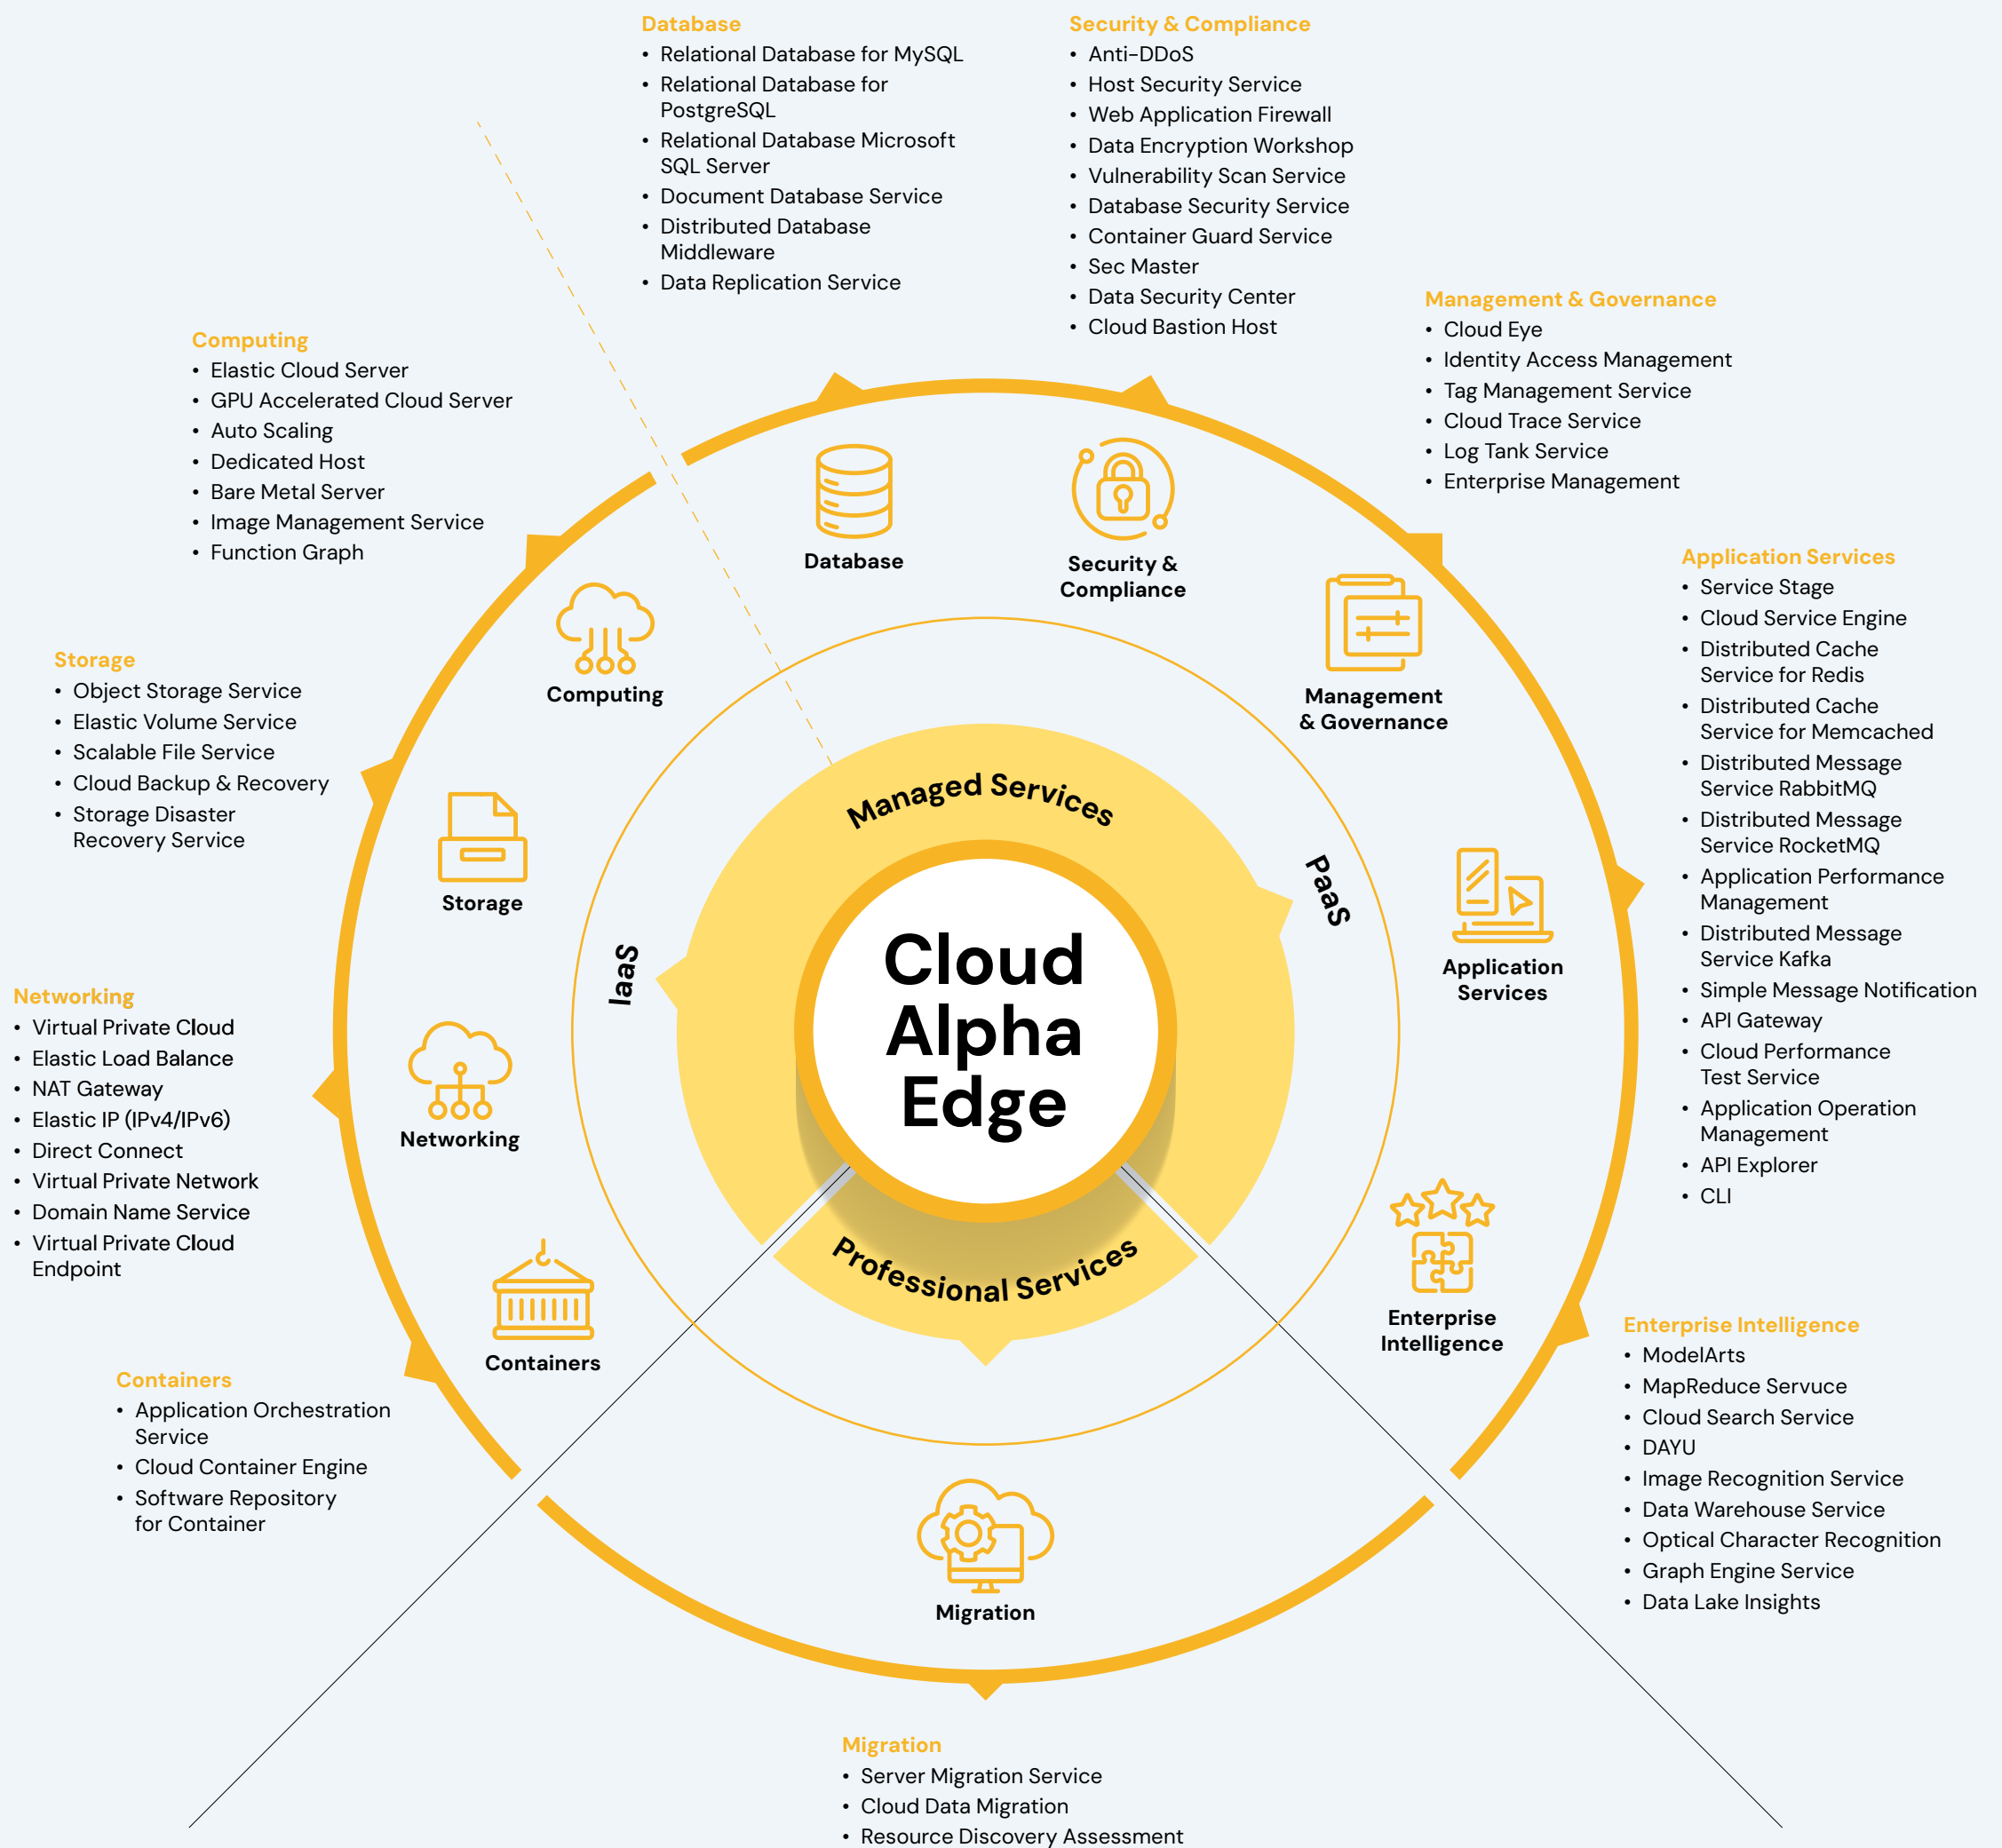 Database
• Relational Database for MySQL
• Relational Database for
PostgreSQL
• Relational Database Microsoft
SQL Server
• Document Database Service
• Distributed Database
Middleware
• Data Replication Service
Security & Compliance
• Anti-DDoS
• Host Security Service
• Web Application Firewall
• Data Encryption Workshop
• Vulnerability Scan Service
• Database Security Service
• Container Guard Service
• Sec Master
• Data Security Center
• Cloud Bastion Host
Management & Governance
• Cloud Eye
• Identity Access Management
• Tag Management Service
• Cloud Trace Service
• Log Tank Service
• Enterprise Management
Application Services
• Service Stage
• Cloud Service Engine
• Distributed Cache
Service for Redis
• Distributed Cache
Service for Memcached
• Distributed Message
Service RabbitMQ
• Distributed Message
Service RocketMQ
• Application Performance
Management
• Distributed Message
Service Kafka
• Simple Message Notification
• API Gateway
• Cloud Performance
Test Service
• Application Operation
Management
• API Explorer
• CLI
Enterprise Intelligence
• ModelArts
• MapReduce Servuce
• Cloud Search Service
• DAYU
• Image Recognition Service
• Data Warehouse Service
• Optical Character Recognition
• Graph Engine Service
• Data Lake Insights
Migration
• Server Migration Service
• Cloud Data Migration
• Resource Discovery Assessment
Containers
• Application Orchestration
Service
• Cloud Container Engine
• Software Repository
for Container
Networking
• Virtual Private Cloud
• Elastic Load Balance
• NAT Gateway
• Elastic IP (IPv4/IPv6)
• Direct Connect
• Virtual Private Network
• Domain Name Service
• Virtual Private Cloud
Endpoint
Storage
• Object Storage Service
• Elastic Volume Service
• Scalable File Service
• Cloud Backup & Recovery
• Storage Disaster
Recovery Service
Computing
• Elastic Cloud Server
• GPU Accelerated Cloud Server
• Auto Scaling
• Dedicated Host
• Bare Metal Server
• Image Management Service
• Function Graph
Database
Security &
Compliance
Management
& Governance
Application
Services
Enterprise
Intelligence
Migration
Containers
Networking
Storage
Computing
IaaS
PaaS
Managed Services
Cloud
Alpha
Edge
Professional Services